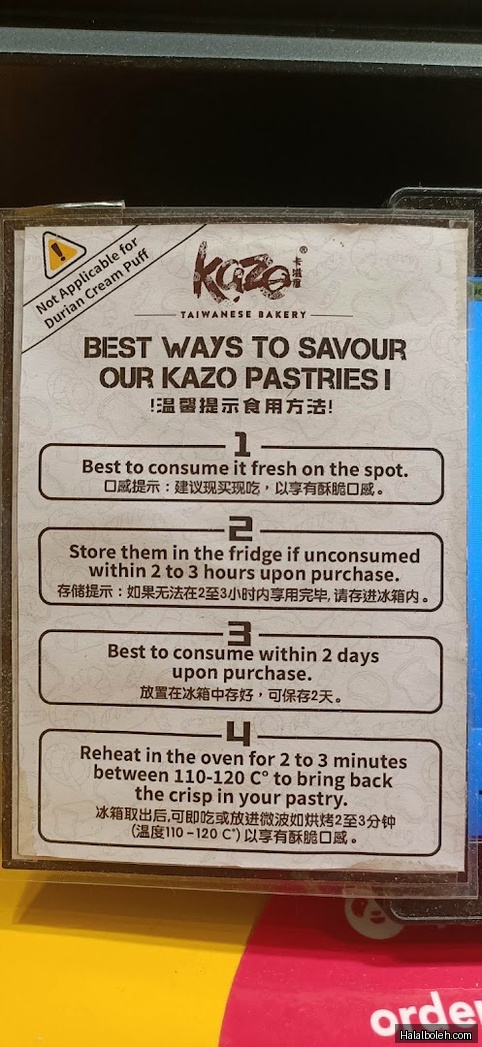 Not Applicable for
Durian Cream Puff
kazo® 卡滋屋
TAIWANESE BAKERY
BEST WAYS TO SAVOUR
OUR KAZO PASTRIES!
!温馨提示食用方法!
1
Best to consume it fresh on the spot.
口感提示：建议现买现吃，以享有酥脆口感。
2
Store them in the fridge if unconsumed
within 2 to 3 hours upon purchase.
存储提示：如果无法在2至3小时内享用完毕, 请存进冰箱内。
3
Best to consume within 2 days
upon purchase.
放置在冰箱中存好，可保存2天。
4
Reheat in the oven for 2 to 3 minutes
between 110-120 C° to bring back
the crisp in your pastry.
冰箱取出后,可即吃或放进微波如烘烤2至3分钟
(温度110 -120 C°) 以享有酥脆口感。
order
Halalboleh.com